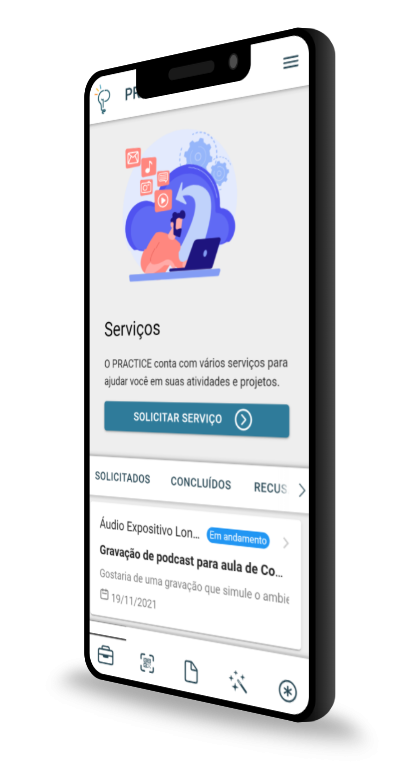 Serviços
O PRACTICE conta com vários serviços para
ajudar você em suas atividades e projetos.
SOLICITAR SERVIÇO
SOLICITADOS CONCLUÍDOS RECUS
Áudio Expositivo Lon... Em andamento
Gravação de podcast para aula de Co...
Gostaria de uma gravação que simule o ambie
19/11/2021